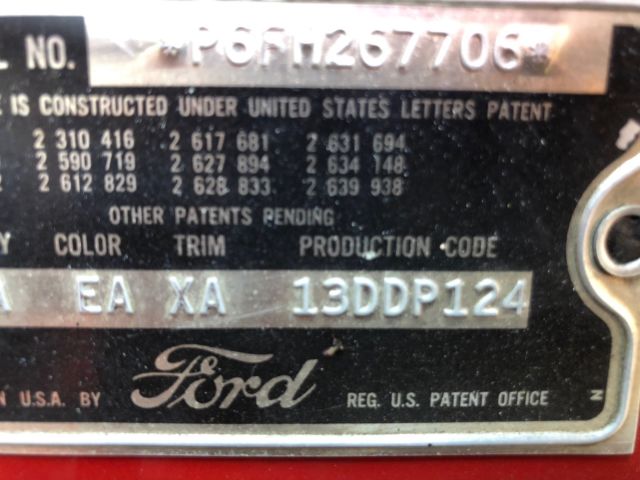 L NO. *P6FH267706*
IS CONSTRUCTED UNDER UNITED STATES LETTERS PATENT
2 310 416 2 617 681 2 631 694
2 590 719 2 627 894 2 634 148
2 612 829 2 628 833 2 639 938
OTHER PATENTS PENDING
Y COLOR TRIM PRODUCTION CODE
A EA XA 13DDP124
N U.S.A. BY Ford REG. U.S. PATENT OFFICE
N